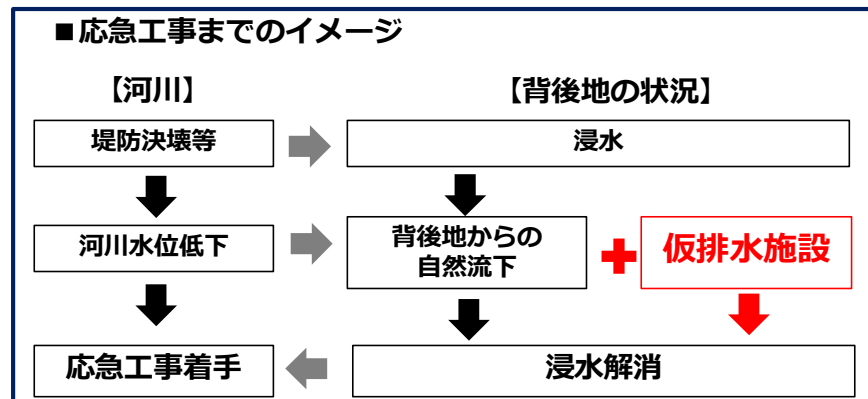 ■応急工事までのイメージ
【河川】
【背後地の状況】
堤防決壊等
浸水
河川水位低下
背後地からの
自然流下
仮排水施設
応急工事着手
浸水解消